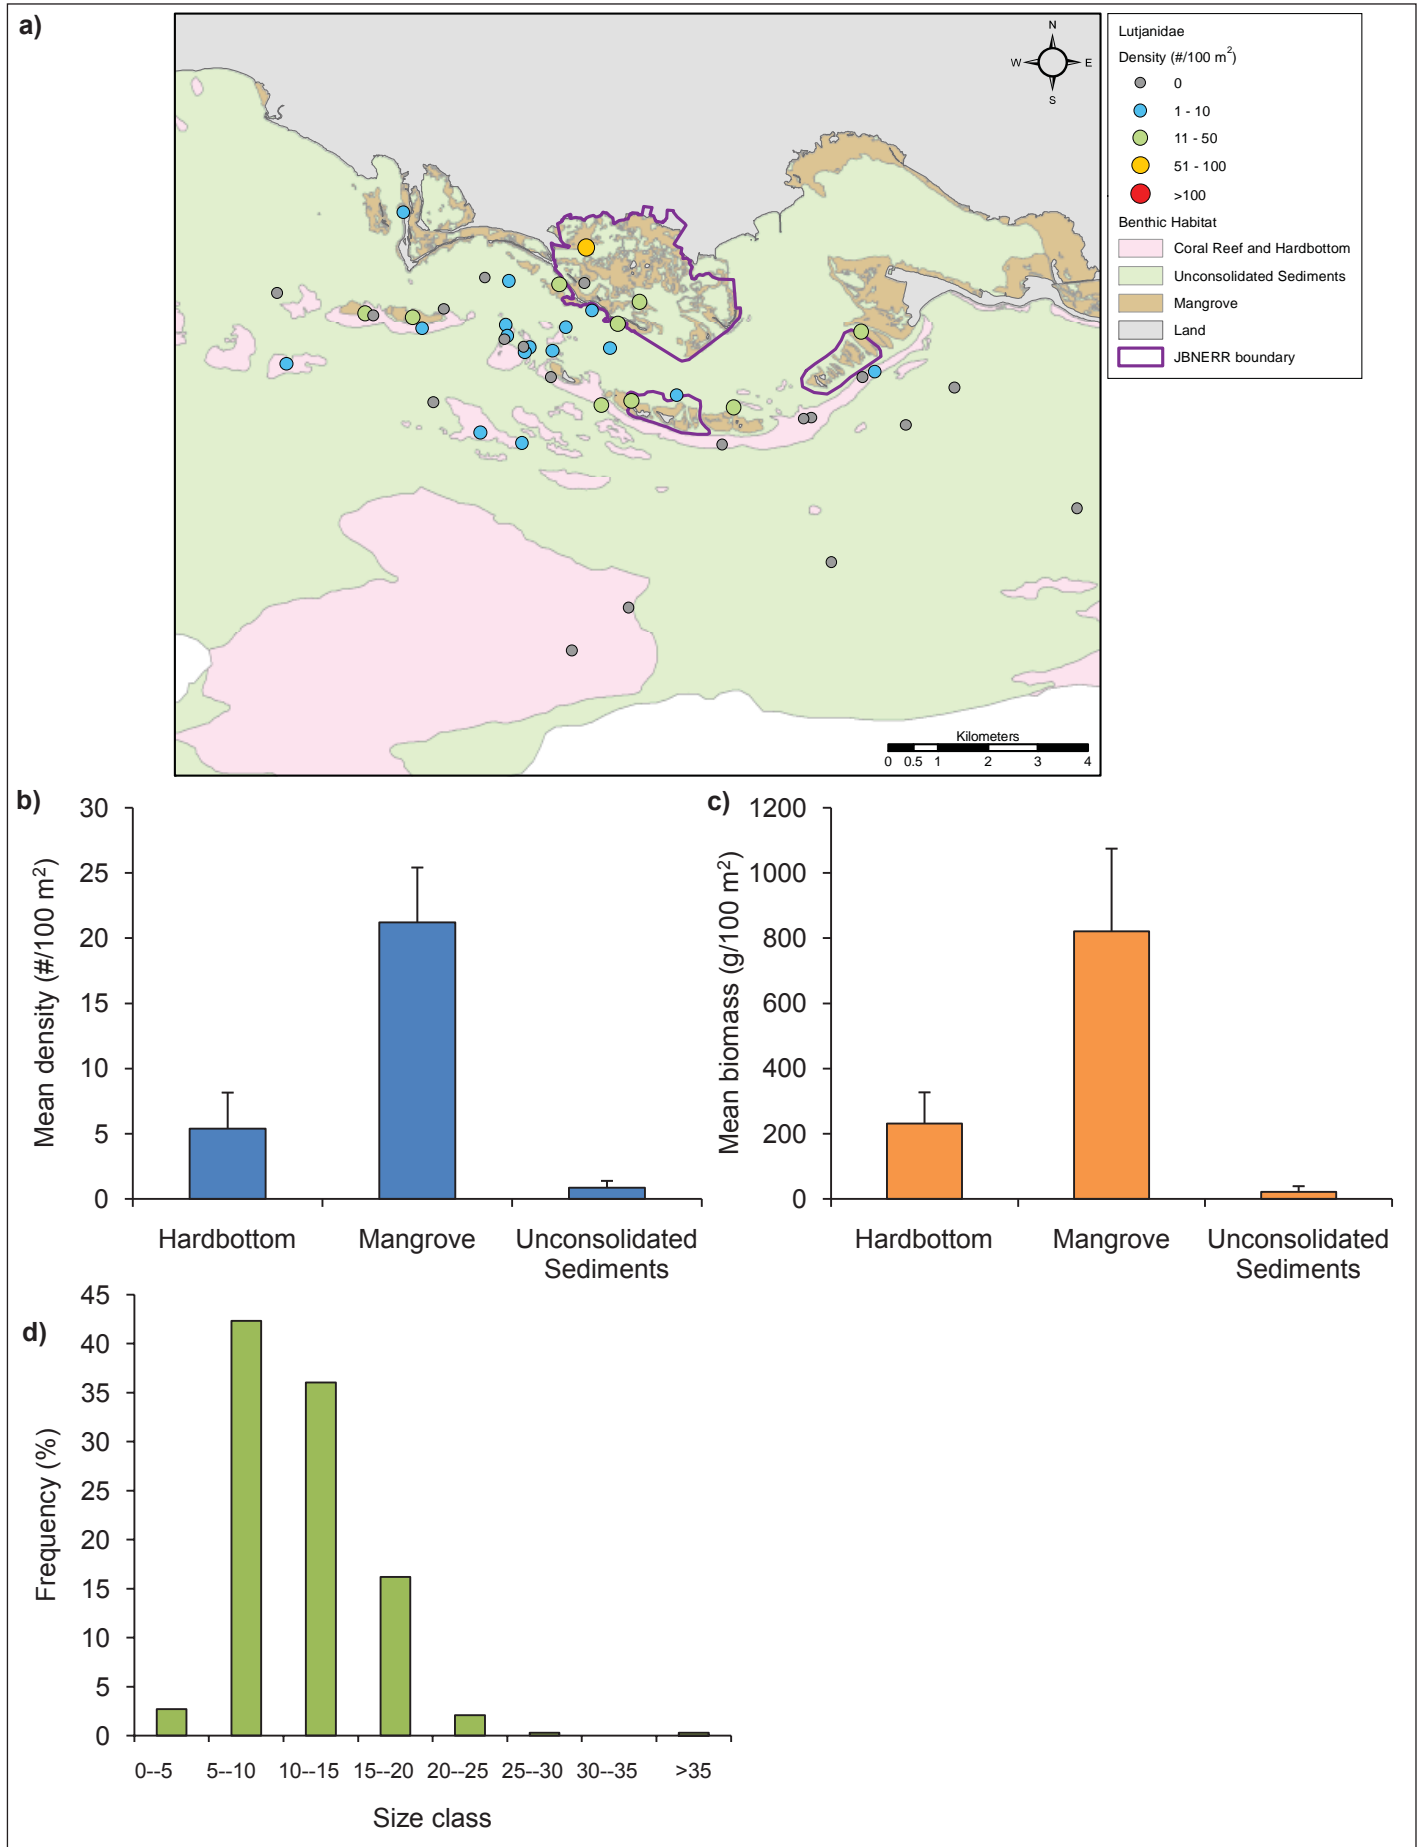 a)
N
W E
S
Kilometers
0 0.5 1 2 3 4
Lutjanidae
Density (#/100 m2)
0
1 - 10
11 - 50
51 - 100
>100
Benthic Habitat
Coral Reef and Hardbottom
Unconsolidated Sediments
Mangrove
Land
JBNERR boundary
b)
Mean density (#/100 m2)
30
25
20
15
10
5
0
Hardbottom Mangrove Unconsolidated
Sediments
c)
Mean biomass (g/100 m2)
1200
1000
800
600
400
200
0
Hardbottom Mangrove Unconsolidated
Sediments
d)
Frequency (%)
45
40
35
30
25
20
15
10
5
0
0--5 5--10 10--15 15--20 20--25 25--30 30--35 >35
Size class